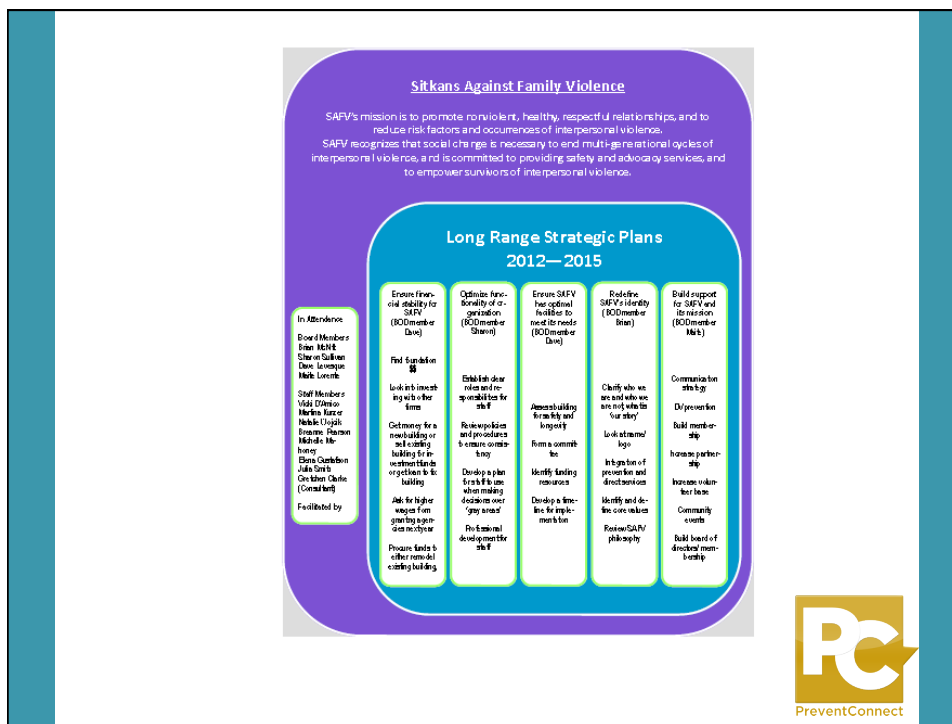 Sitkans Against Family Violence
SAFV's mission is to promote nonviolent, healthy, respectful relationships, and to
reduce risk factors and occurrences of interpersonal violence.
SAFV recognizes that social change is necessary to end multi-generational cycles of
interpersonal violence, and is committed to providing safety and advocacy services, and
to empower survivors of interpersonal violence.
Long Range Strategic Plans
2012—2015
In Attendance
Board Members
Brian McNitt
Sharon Sullivan
Dave Levesque
Maite Lorente
Staff Members
Vicki D'Amico
Martina Kurzer
Natalie Wojcik
Breanne Pearson
Michelle Ma-
honey
Elena Gustafson
Julia Smith
Gretchen Clarke
(Consultant)
Facilitated by
Ensure finan-
cial stability for
SAFV
(BOD member
Dave)
Find foundation
$$
Look into invest-
ing with other
firms
Get money for a
new building or
sell existing
building for in-
vestment funds
or get loan to fix
building
Ask for higher
wages from
granting agen-
cies next year
Procure funds to
either remodel
existing building,
Optimize func-
tionality of or-
ganization
(BOD member
Sharon)
Establish clear
roles and re-
sponsibilities for
staff
Review policies
and procedures
to ensure consis-
tency
Develop a plan
for staff to use
when making
decisions over
'gray areas'
Professional
development for
staff
Ensure SAFV
has optimal
facilities to
meet its needs
(BOD member
Dave)
Assess building
for safety and
longevity
Form a commit-
tee
Identify funding
resources
Develop a time-
line for imple-
mentation
Redefine
SAFV's identity
(BOD member
Brian)
Clarify who we
are and who we
are not; what is
'our story'
Look at name/
logo
Integration of
prevention and
direct services
Identify and de-
fine core values
Review SAFV
philosophy
Build support
for SAFV and
its mission
(BOD member
Maite)
Communication
strategy
DV prevention
Build member-
ship
Increase partner-
ship
Increase volun-
teer base
Community
events
Build board of
directors/ mem-
bership
PC
PreventConnect